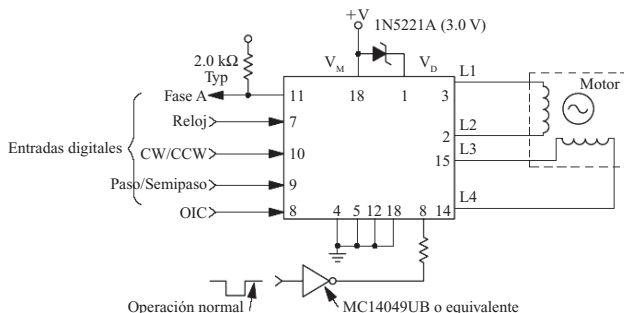 +V
1N5221A (3.0 V)
2.0 kΩ
Typ
V_M
V_D
L1
Motor
Fase A
11
18
1
3
Reloj
7
L2
2
Entradas digitales
CW/CCW
10
L3
15
Paso/Semipaso
9
L4
OIC
8
4
5
12
18
8
14
Operación normal
MC14049UB o equivalente